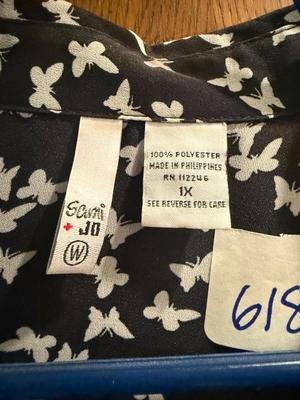 Sami
+ Jo
W
100% POLYESTER
MADE IN PHILIPPINES
RN 112246
1X
SEE REVERSE FOR CARE
618